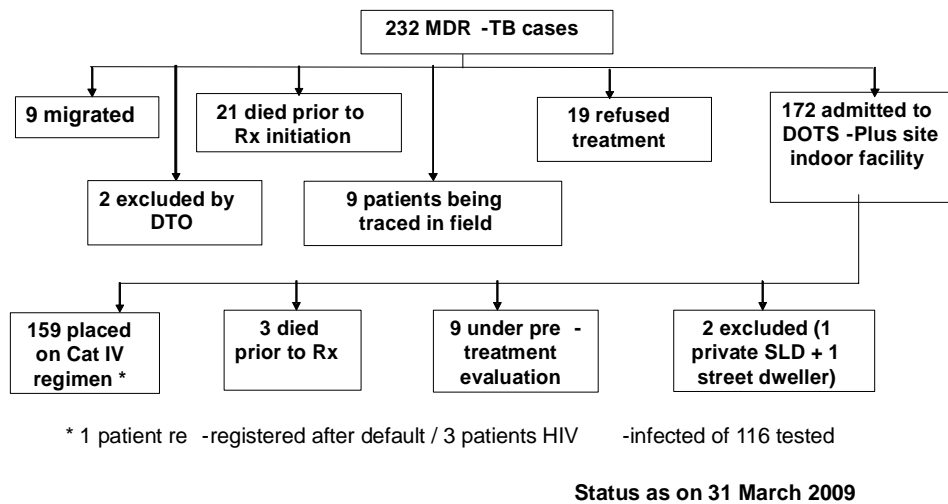 232 MDR -TB cases
9 migrated
21 died prior to
Rx initiation
19 refused
treatment
172 admitted to
DOTS -Plus site
indoor facility
2 excluded by
DTO
9 patients being
traced in field
159 placed
on Cat IV
regimen *
3 died
prior to Rx
9 under pre -
treatment
evaluation
2 excluded (1
private SLD + 1
street dweller)
* 1 patient re -registered after default / 3 patients HIV -infected of 116 tested
Status as on 31 March 2009